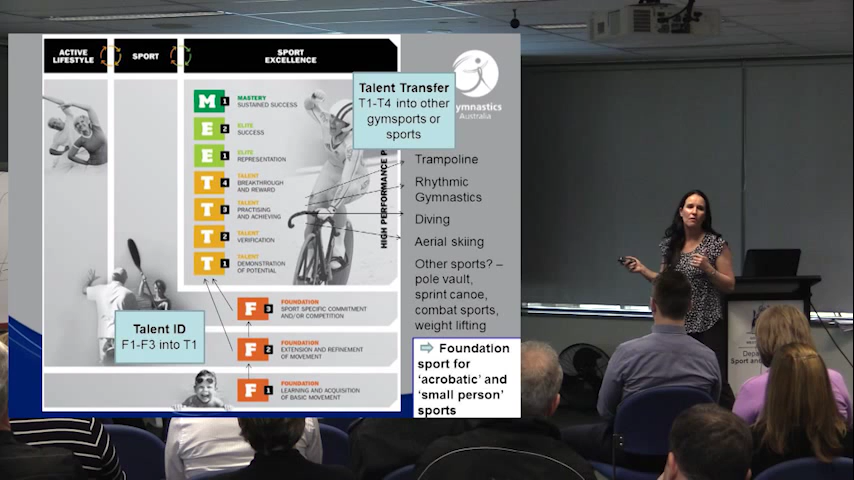 ACTIVE
LIFESTYLE
SPORT
SPORT
EXCELLENCE
Talent Transfer
T1-T4 into other
gymsports or
sports
ymnastics
Australia
M 1 MASTERY
SUSTAINED SUCCESS
E 2 ELITE
SUCCESS
E 1 ELITE
REPRESENTATION
T 4 TALENT
BREAKTHROUGH
AND REWARD
T 3 TALENT
PRACTISING
AND ACHIEVING
T 2 TALENT
VERIFICATION
T 1 TALENT
DEMONSTRATION
OF POTENTIAL
HIGH PERFORMANCE P
Trampoline
Rhythmic
Gymnastics
Diving
Aerial skiing
Other sports? –
pole vault,
sprint canoe,
combat sports,
weight lifting
Talent ID
F1-F3 into T1
F 3 FOUNDATION
SPORT SPECIFIC COMMITMENT
AND/OR COMPETITION
F 2 FOUNDATION
EXTENSION AND REFINEMENT
OF MOVEMENT
F 1 FOUNDATION
LEARNING AND ACQUISITION
OF BASIC MOVEMENT
⇨ Foundation
sport for
‘acrobatic’ and
‘small person’
sports
Depa
Sport an